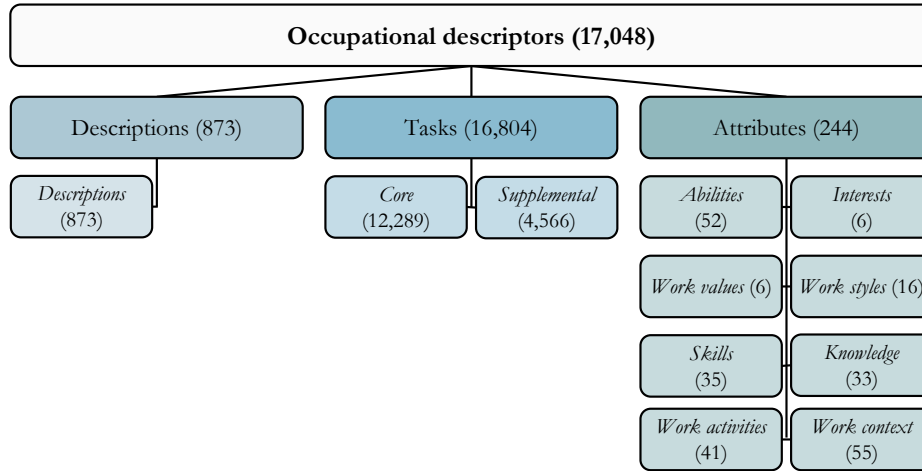 Occupational descriptors (17,048)
Descriptions (873)
Tasks (16,804)
Attributes (244)
Descriptions
(873)
Core
(12,289)
Supplemental
(4,566)
Abilities
(52)
Interests
(6)
Work values (6)
Work styles (16)
Skills
(35)
Knowledge
(33)
Work activities
(41)
Work context
(55)